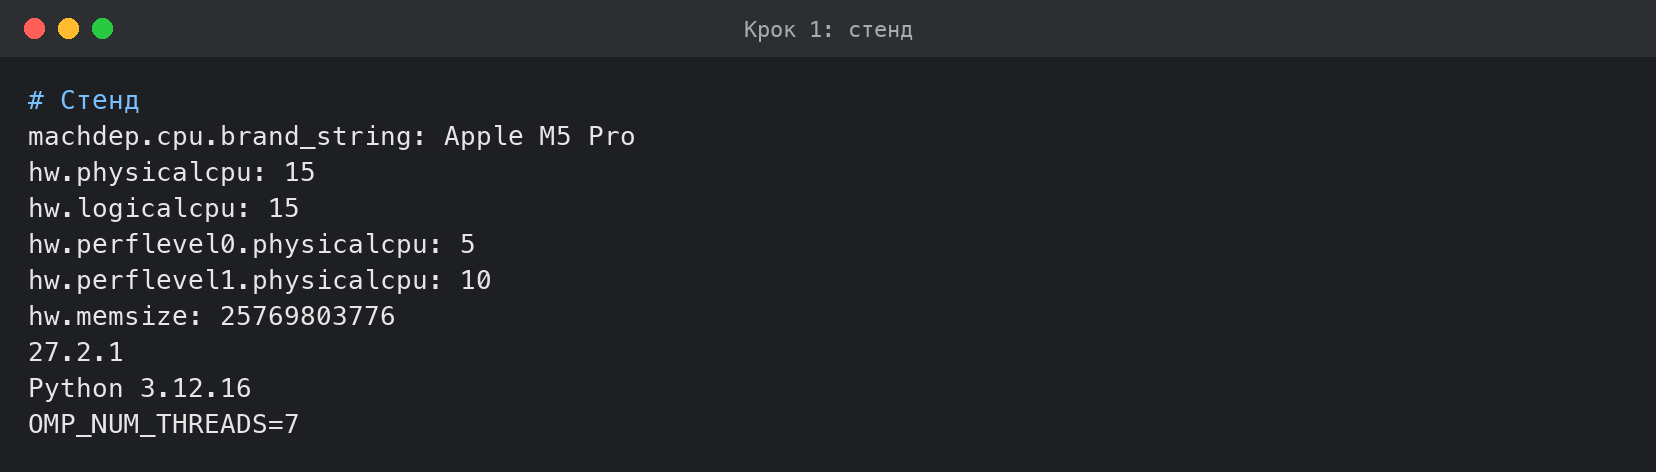 Крок 1: стенд
# Стенд
machdep.cpu.brand_string: Apple M5 Pro
hw.physicalcpu: 15
hw.logicalcpu: 15
hw.perflevel0.physicalcpu: 5
hw.perflevel1.physicalcpu: 10
hw.memsize: 25769803776
27.2.1
Python 3.12.16
OMP_NUM_THREADS=7